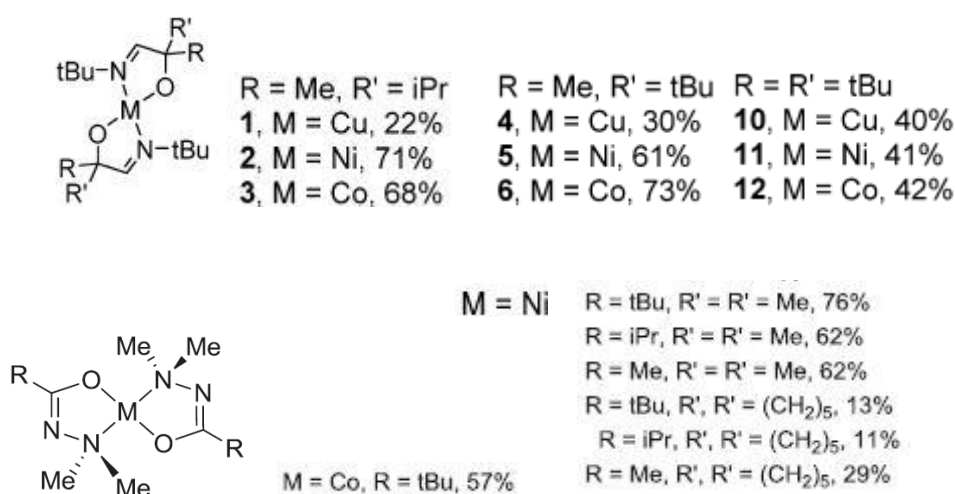 R'
R
tBu
N
O
M
O
N
tBu
R
R'
R = Me, R' = iPr
1, M = Cu, 22%
2, M = Ni, 71%
3, M = Co, 68%
R = Me, R' = tBu
4, M = Cu, 30%
5, M = Ni, 61%
6, M = Co, 73%
R = R' = tBu
10, M = Cu, 40%
11, M = Ni, 41%
12, M = Co, 42%
M = Ni
R = tBu, R' = R' = Me, 76%
R = iPr, R' = R' = Me, 62%
R = Me, R' = R' = Me, 62%
R = tBu, R', R' = (CH2)5, 13%
R = iPr, R', R' = (CH2)5, 11%
R = Me, R', R' = (CH2)5, 29%
Me
Me
R
O
N
N
M
N
N
O
R
Me
Me
M = Co, R = tBu, 57%